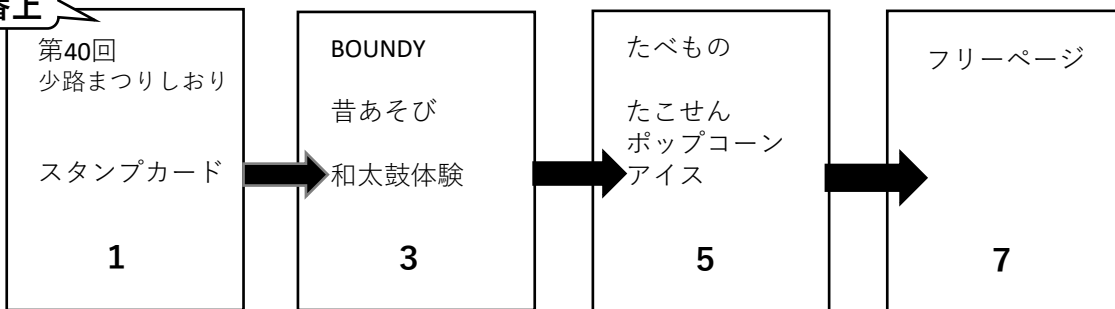 番上
第40回
少路まつりしおり
スタンプカード
1
BOUNDY
昔あそび
和太鼓体験
3
たべもの
たこせん
ポップコーン
アイス
5
フリーページ
7